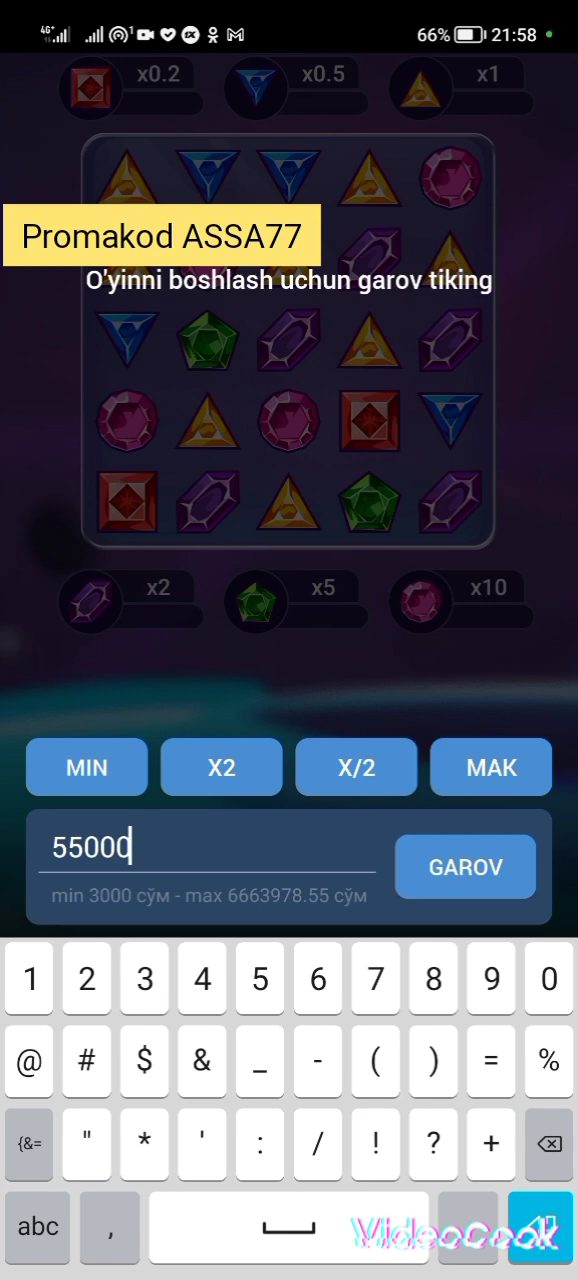 4G+ 1 66% 21:58
x0.2 x0.5 x1
Promakod ASSA77
O'yinni boshlash uchun garov tiking
x2 x5 x10
MIN X2 X/2 MAK
55000
GAROV
min 3000 сўм - max 6663978.55 сўм
1 2 3 4 5 6 7 8 9 0
@ # $ & _ - ( ) = %
{&= " * ' : / ! ? +
abc ,
VideoCook